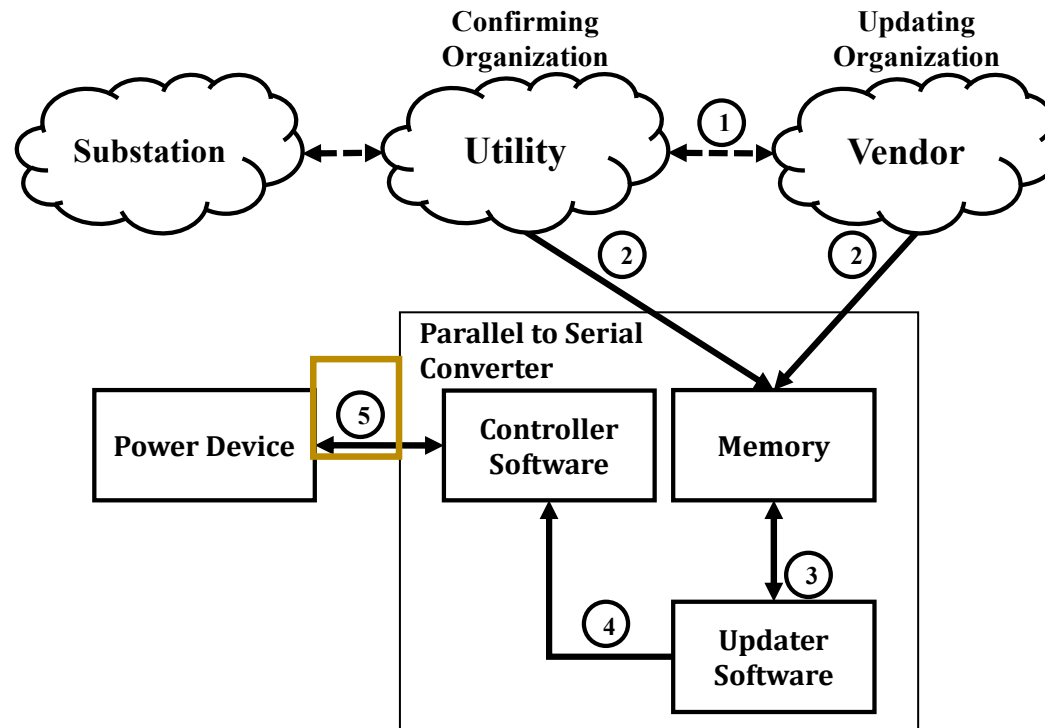 Confirming
Organization
Updating
Organization
Substation
Utility
1
Vendor
2
2
Parallel to Serial
Converter
Power Device
5
Controller
Software
Memory
3
4
Updater
Software